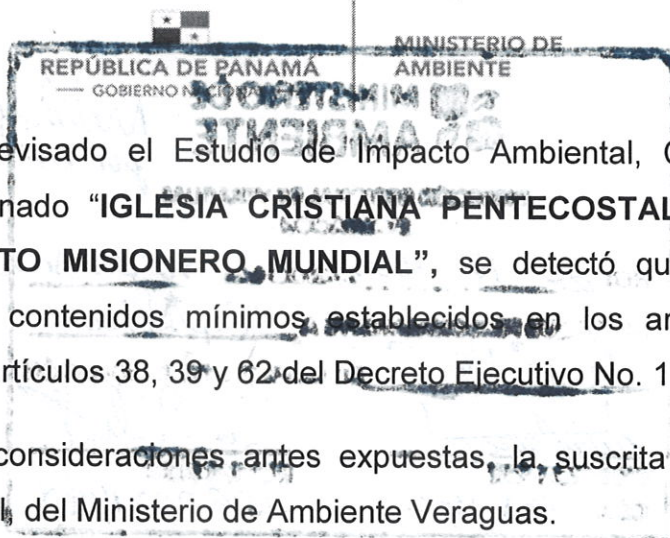 REPÚBLICA DE PANAMÁ
— GOBIERNO NACIONAL —
MINISTERIO DE
AMBIENTE
evisado el Estudio de Impacto Ambiental, C
nado “IGLESIA CRISTIANA PENTECOSTAL
TO MISIONERO MUNDIAL”, se detectó qu
contenidos mínimos establecidos en los ar
rtículos 38, 39 y 62 del Decreto Ejecutivo No. 1
consideraciones antes expuestas, la suscrita
del Ministerio de Ambiente Veraguas.